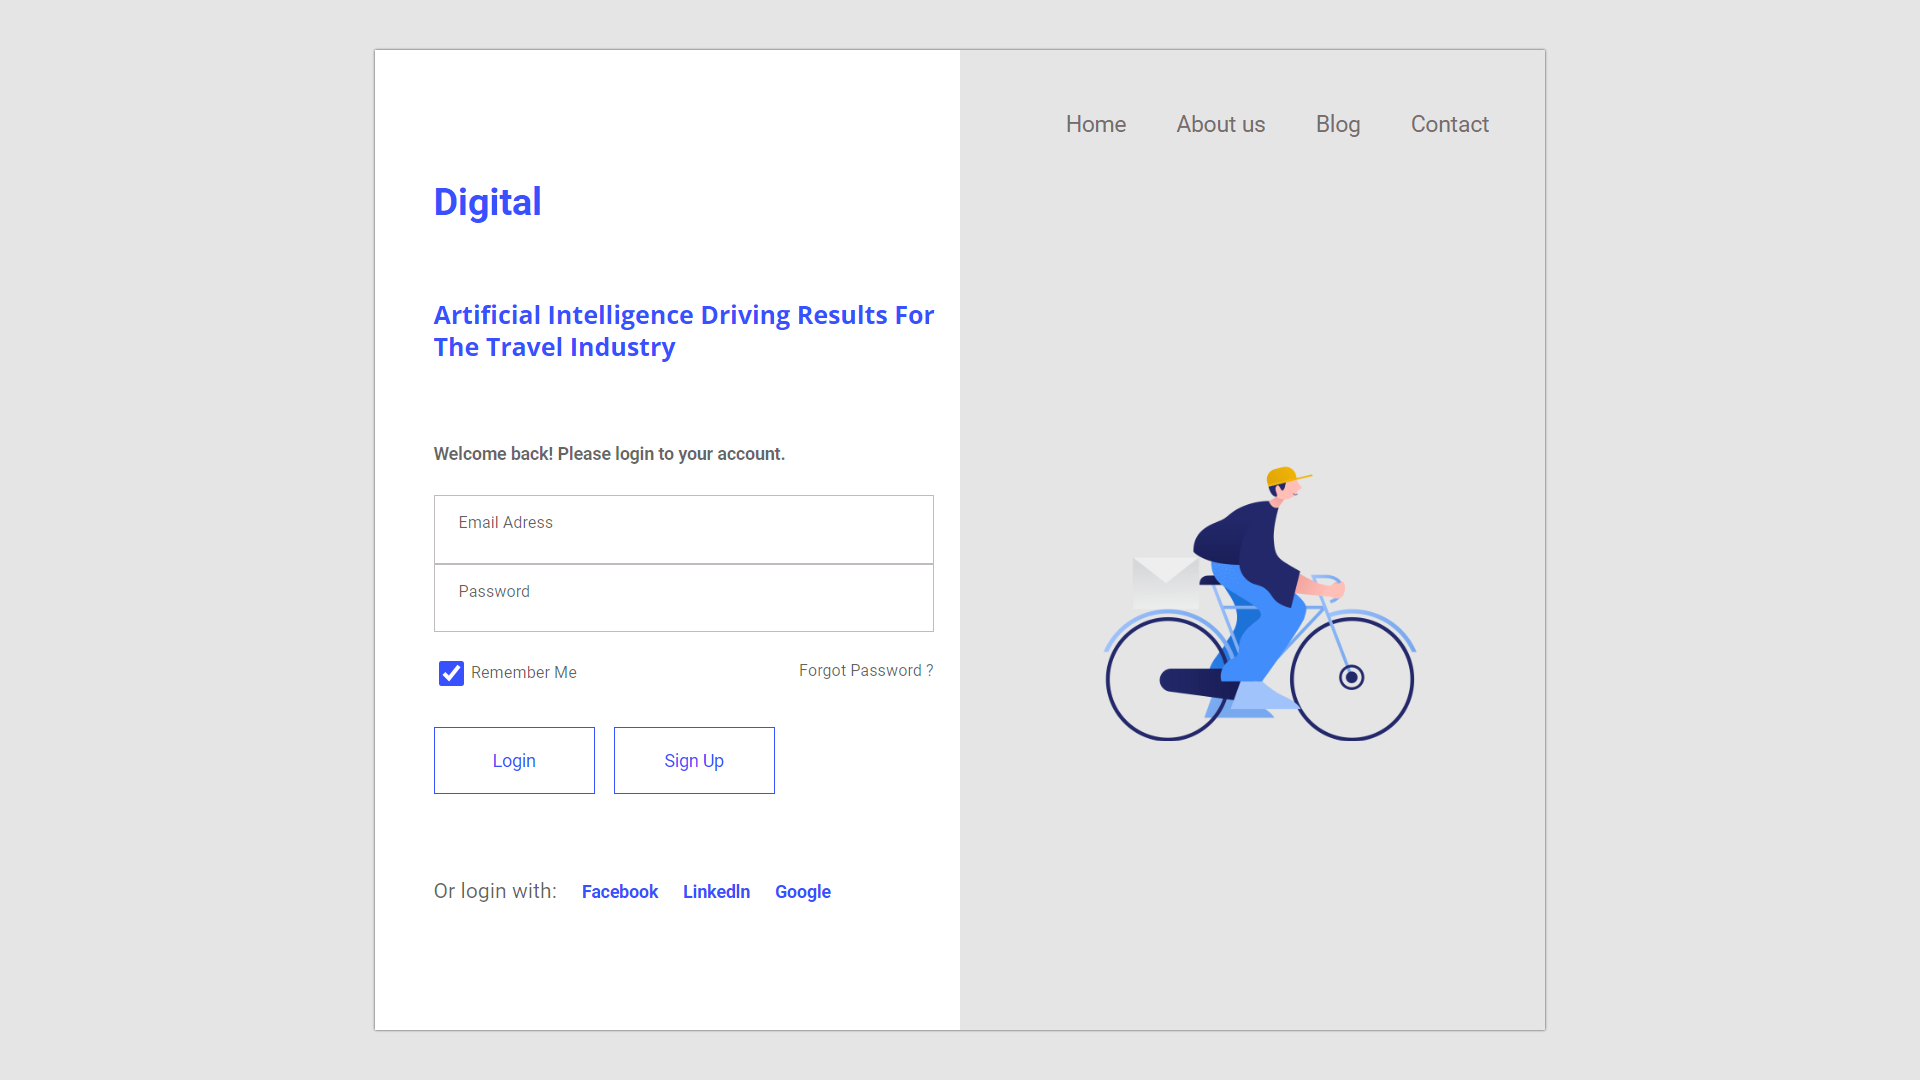 Home About us Blog Contact
Digital
Artificial Intelligence Driving Results For
The Travel Industry
Welcome back! Please login to your account.
Email Adress
Password
Remember Me Forgot Password ?
Login Sign Up
Or login with: Facebook LinkedIn Google